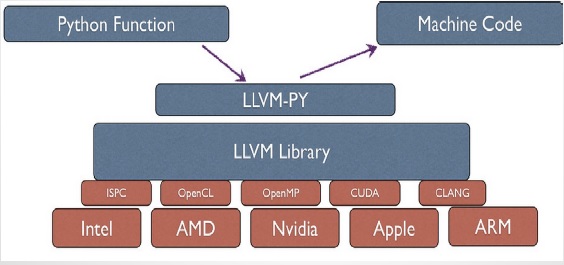 Python Function
Machine Code
LLVM-PY
LLVM Library
ISPC
OpenCL
OpenMP
CUDA
CLANG
Intel
AMD
Nvidia
Apple
ARM